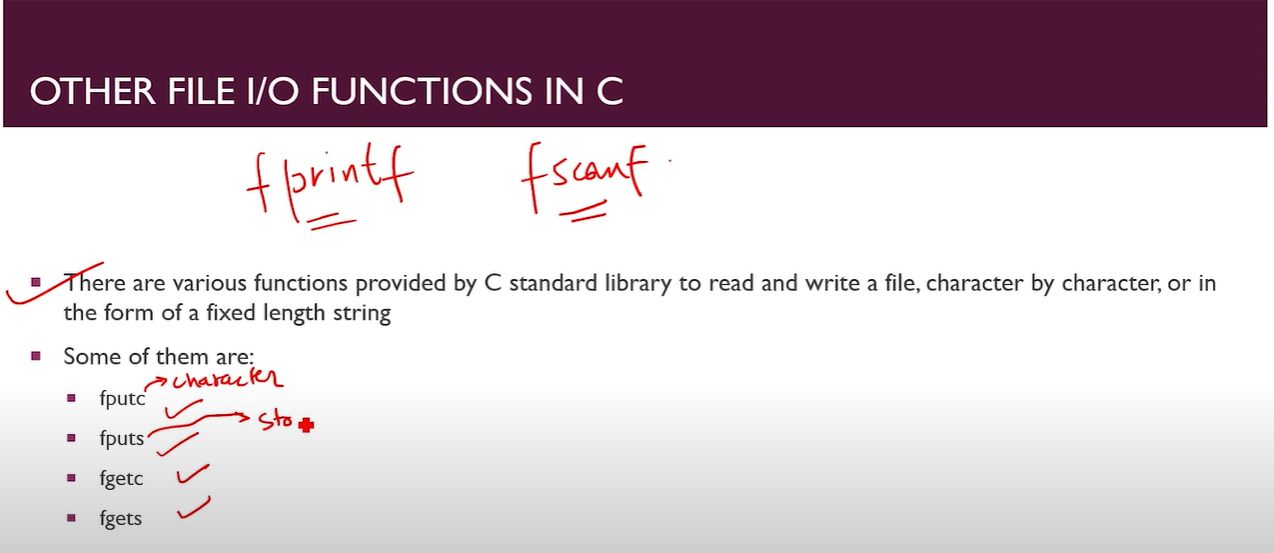 OTHER FILE I/O FUNCTIONS IN C
fprintf fscanf
There are various functions provided by C standard library to read and write a file, character by character, or in
the form of a fixed length string
Some of them are:
character
fputc
sto
fputs
fgetc
fgets